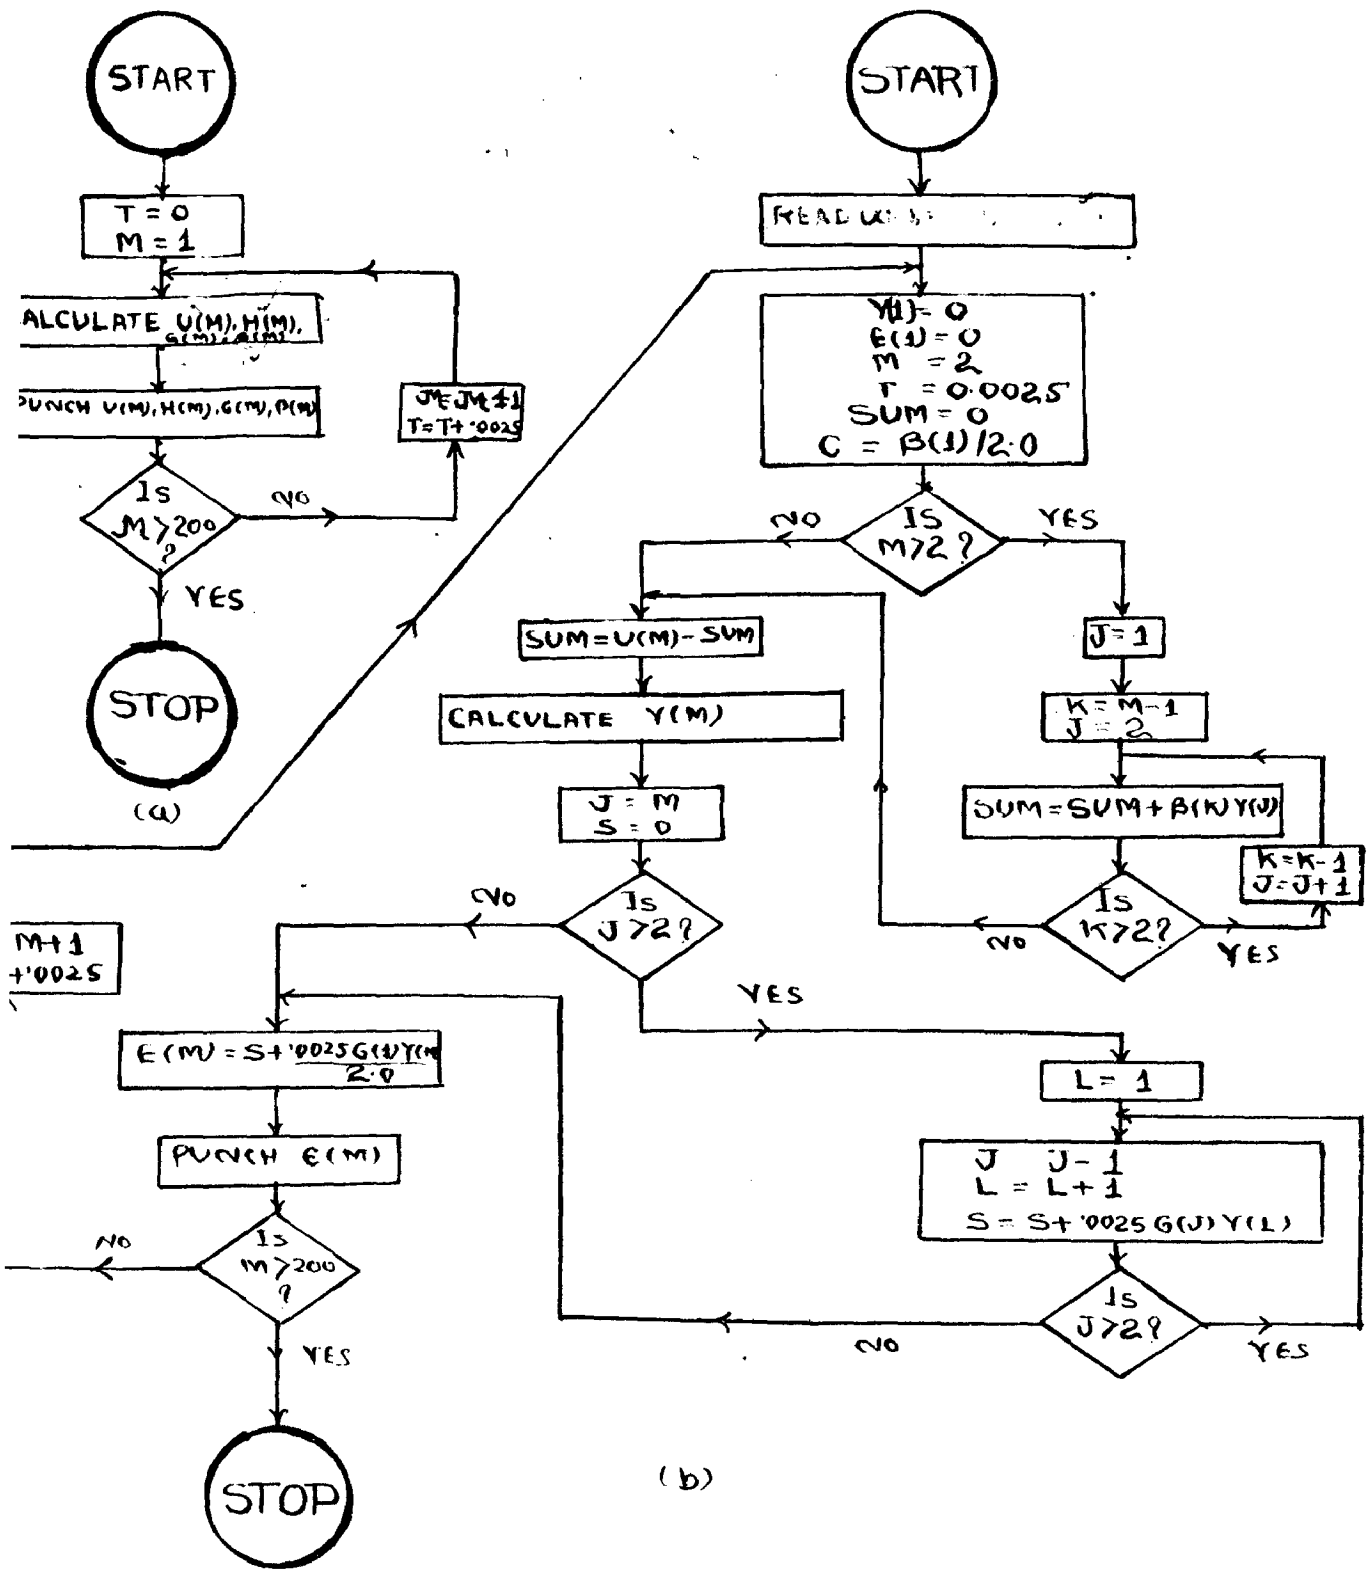 START
T = 0
M = 1
ALCULATE U(M), H(M),
G(M), β(M)
PUNCH U(M), H(M), G(M), β(M)
M = M + 1
T = T + .0025
Is
M > 200
?
NO
YES
STOP
(a)
START
READ
Y(1) = 0
E(1) = 0
M = 2
T = 0.0025
SUM = 0
C = β(1)/2.0
IS
M > 2 ?
NO
YES
SUM = U(M) - SUM
CALCULATE Y(M)
J = M
S = 0
Is
J > 2 ?
NO
YES
J = 1
K = M - 1
J = 2
SUM = SUM + β(K) Y(J)
K = K - 1
J = J + 1
Is
K > 2 ?
NO
YES
M + 1
+ .0025
E(M) = S + .0025 G(1) Y(M
2.0
PUNCH E(M)
Is
M > 200
?
NO
YES
STOP
L = 1
J J - 1
L = L + 1
S = S + .0025 G(J) Y(L)
Is
J > 2 ?
NO
YES
(b)